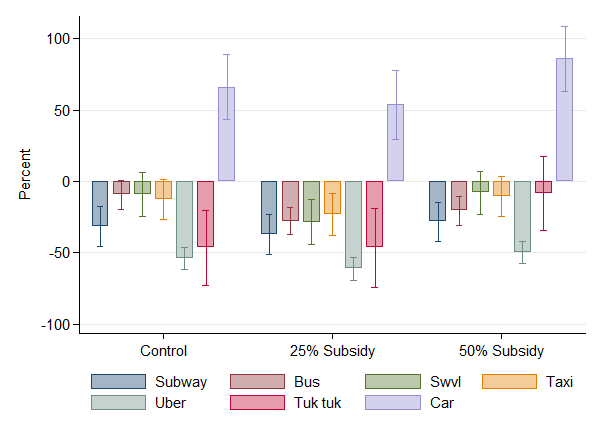 100
50
0
-50
-100
Percent
Control 25% Subsidy 50% Subsidy
Subway Bus Swvl Taxi
Uber Tuk tuk Car